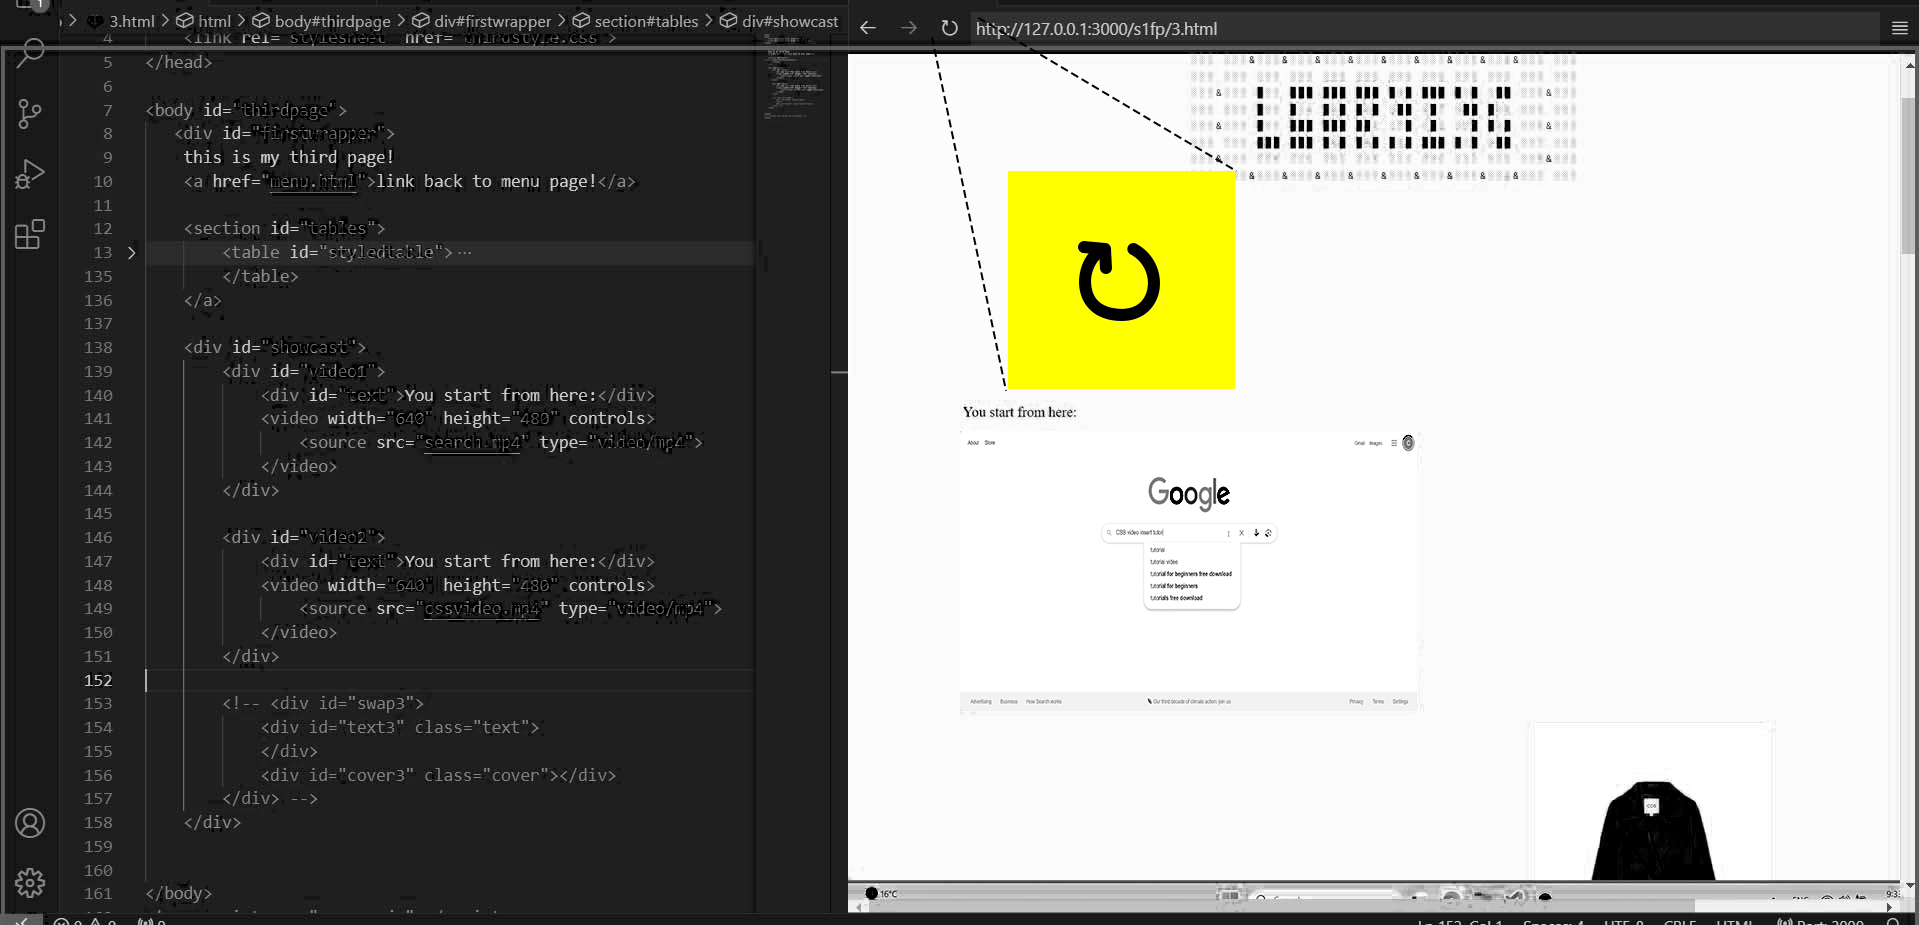 3.html > html > body#thirdpage > div#firstwrapper > section#tables > div#showcast
http://127.0.0.1:3000/s1fp/3.html
4 <link rel="stylesheet" href="thirdstyle.css">
5 </head>
6
7 <body id="thirdpage">
8 <div id="firstwrapper">
9 this is my third page!
10 <a href="menu.html">link back to menu page!</a>
11
12 <section id="tables">
13 <table id="styledtable">…
135 </table>
136 </a>
137
138 <div id="showcast">
139 <div id="video1">
140 <div id="text">You start from here:</div>
141 <video width="640" height="480" controls>
142 <source src="search.mp4" type="video/mp4">
143 </video>
144 </div>
145
146 <div id="video2">
147 <div id="text">You start from here:</div>
148 <video width="640" height="480" controls>
149 <source src="cssvideo.mp4" type="video/mp4">
150 </video>
151 </div>
152
153 <!-- <div id="swap3">
154 <div id="text3" class="text">
155 </div>
156 <div id="cover3" class="cover"></div>
157 </div> -->
158 </div>
159
160
161 </body>
You start from here:
About Store
Gmail Images
Google
CSS video insert tutor
tutorial
tutorial video
tutorial for beginners free download
tutorial for beginners
tutorials free download
Advertising Business How Search works
Our third decade of climate action: join us
Privacy Terms Settings
COS
16°C
Ln 152, Col 1 Spaces: 4 UTF-8 CRLF HTML Port: 3000